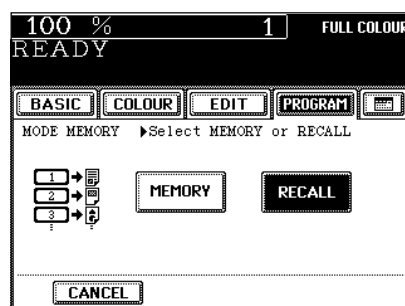 100 % 1 FULL COLOUR
READY
BASIC COLOUR EDIT PROGRAM
MODE MEMORY ▶Select MEMORY or RECALL
1
2
3
MEMORY RECALL
CANCEL